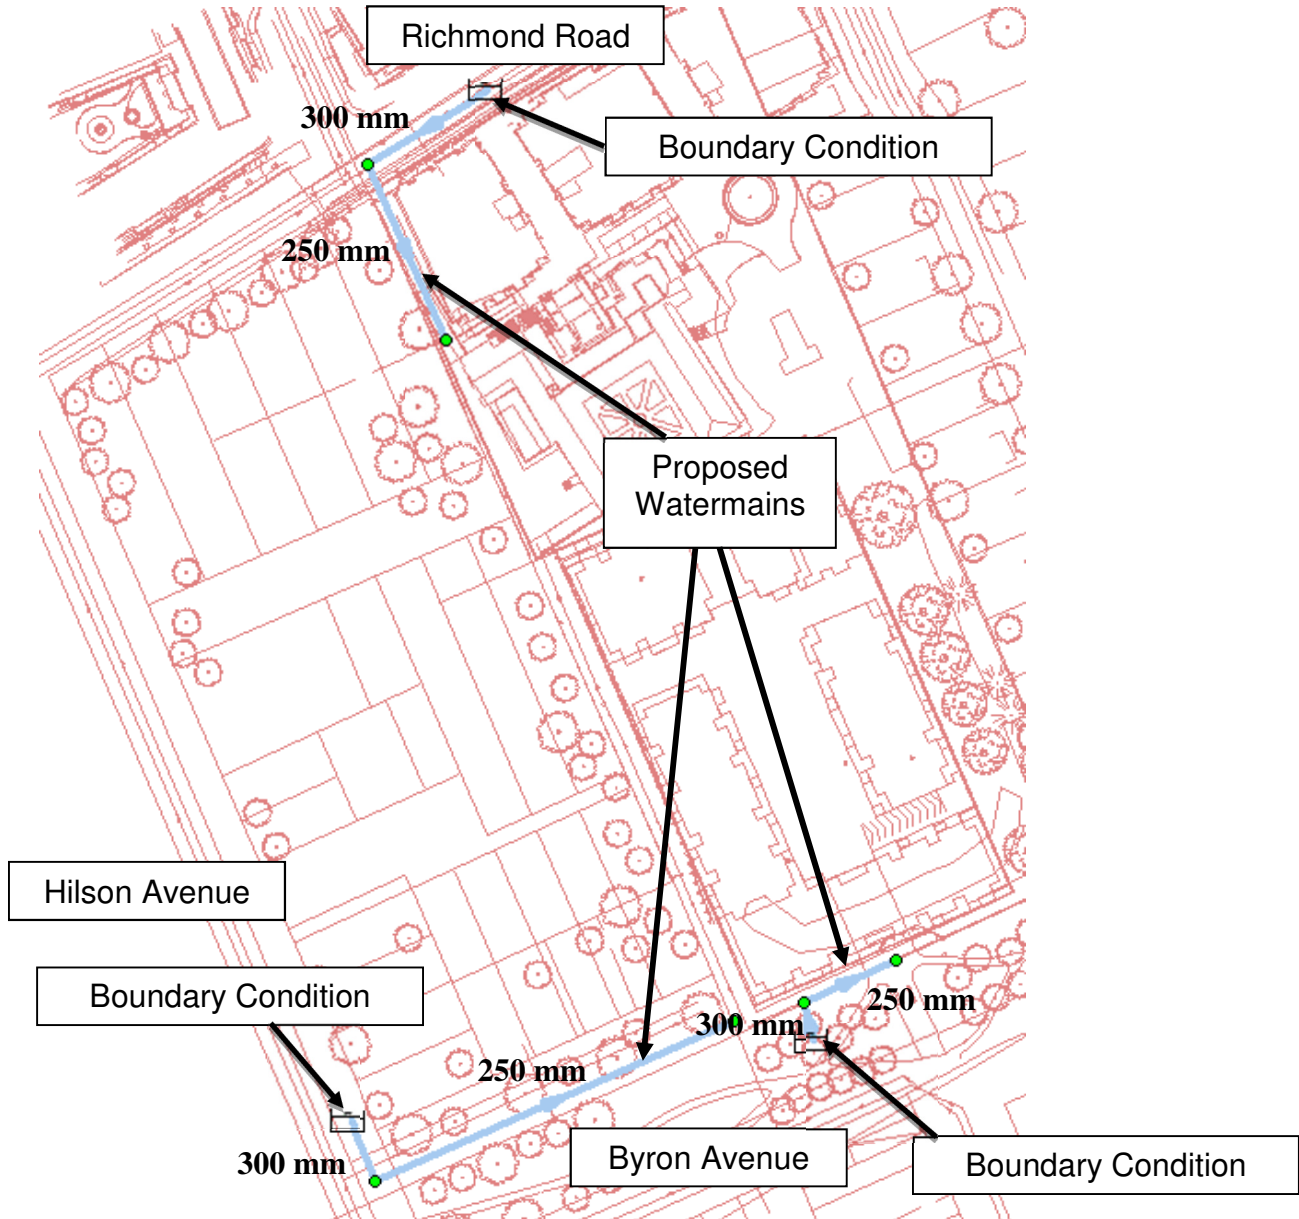 Richmond Road
300 mm
Boundary Condition
250 mm
Proposed
Watermains
Hilson Avenue
Boundary Condition
250 mm
300 mm
250 mm
Byron Avenue
Boundary Condition
300 mm